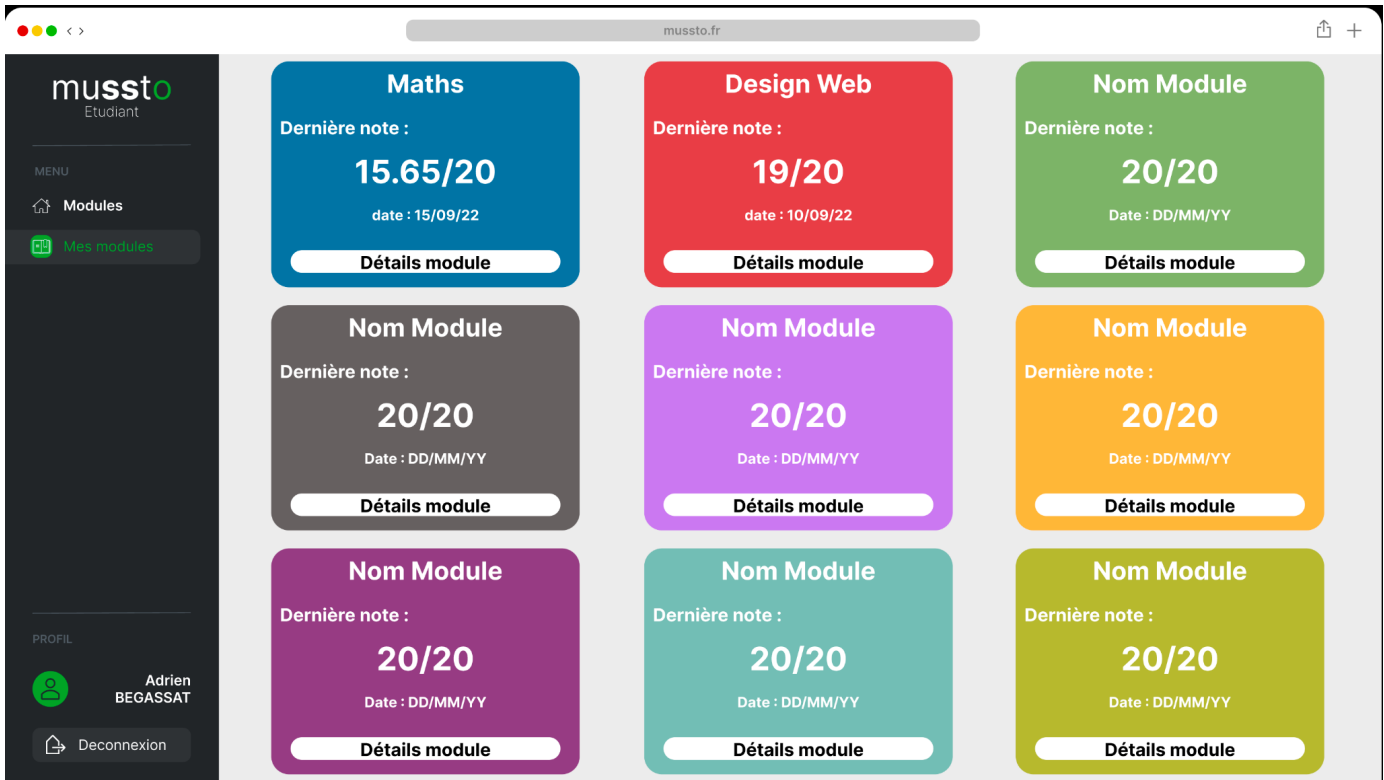 mussto.fr
mussto
Etudiant
MENU
Modules
Mes modules
PROFIL
Adrien
BEGASSAT
Deconnexion
Maths
Dernière note :
15.65/20
date : 15/09/22
Détails module
Design Web
Dernière note :
19/20
date : 10/09/22
Détails module
Nom Module
Dernière note :
20/20
Date : DD/MM/YY
Détails module
Nom Module
Dernière note :
20/20
Date : DD/MM/YY
Détails module
Nom Module
Dernière note :
20/20
Date : DD/MM/YY
Détails module
Nom Module
Dernière note :
20/20
Date : DD/MM/YY
Détails module
Nom Module
Dernière note :
20/20
Date : DD/MM/YY
Détails module
Nom Module
Dernière note :
20/20
Date : DD/MM/YY
Détails module
Nom Module
Dernière note :
20/20
Date : DD/MM/YY
Détails module